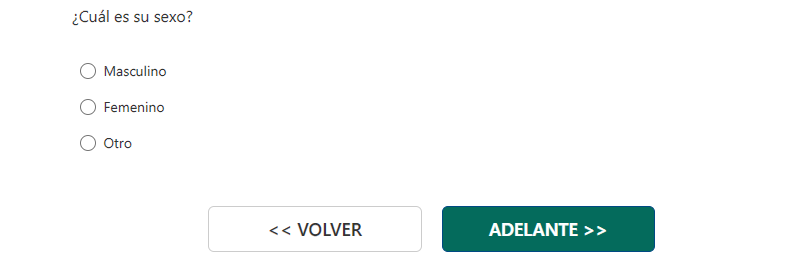 ¿Cuál es su sexo?
Masculino
Femenino
Otro
<< VOLVER
ADELANTE >>